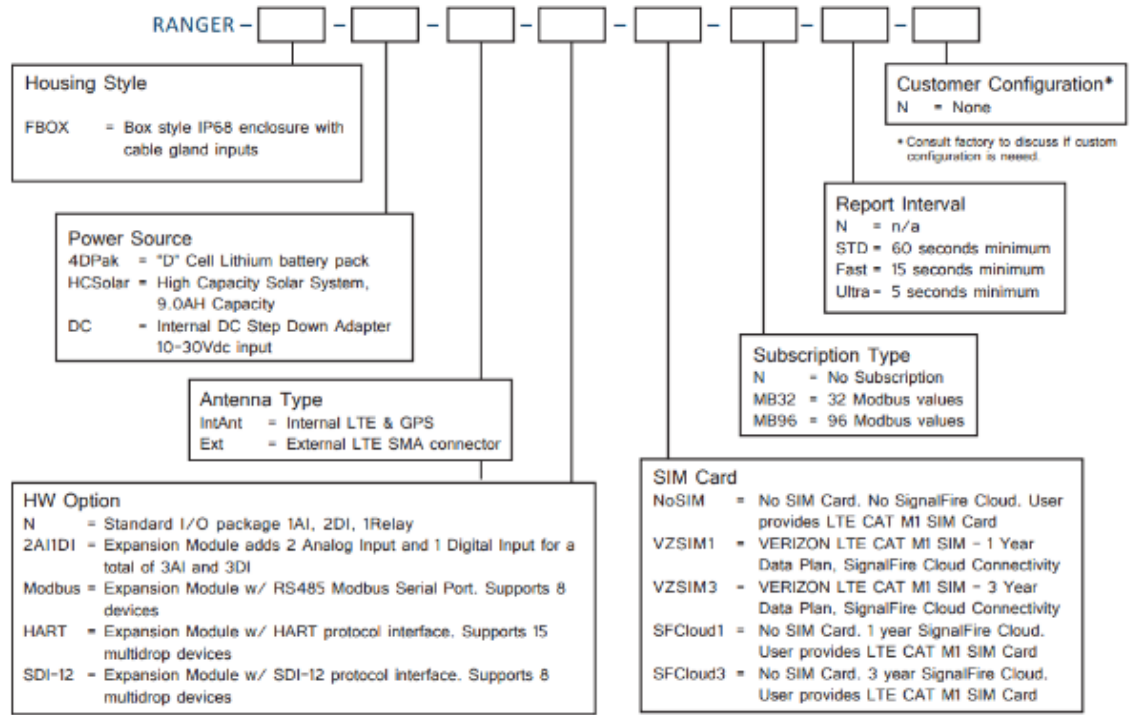 RANGER –
Housing Style
FBOX = Box style IP68 enclosure with
cable gland inputs
Customer Configuration*
N = None
* Consult factory to discuss if custom
configuration is neeed.
Power Source
4DPak = "D" Cell Lithium battery pack
HCSolar = High Capacity Solar System,
9.0AH Capacity
DC = Internal DC Step Down Adapter
10-30Vdc input
Report Interval
N = n/a
STD = 60 seconds minimum
Fast = 15 seconds minimum
Ultra = 5 seconds minimum
Antenna Type
IntAnt = Internal LTE & GPS
Ext = External LTE SMA connector
Subscription Type
N = No Subscription
MB32 = 32 Modbus values
MB96 = 96 Modbus values
HW Option
N = Standard I/O package 1AI, 2DI, 1Relay
2AI1DI = Expansion Module adds 2 Analog Input and 1 Digital Input for a
total of 3AI and 3DI
Modbus = Expansion Module w/ RS485 Modbus Serial Port. Supports 8
devices
HART = Expansion Module w/ HART protocol interface. Supports 15
multidrop devices
SDI-12 = Expansion Module w/ SDI-12 protocol interface. Supports 8
multidrop devices
SIM Card
NoSIM = No SIM Card. No SignalFire Cloud. User
provides LTE CAT M1 SIM Card
VZSIM1 = VERIZON LTE CAT M1 SIM - 1 Year
Data Plan, SignalFire Cloud Connectivity
VZSIM3 = VERIZON LTE CAT M1 SIM - 3 Year
Data Plan, SignalFire Cloud Connectivity
SFCloud1 = No SIM Card. 1 year SignalFire Cloud.
User provides LTE CAT M1 SIM Card
SFCloud3 = No SIM Card. 3 year SignalFire Cloud.
User provides LTE CAT M1 SIM Card